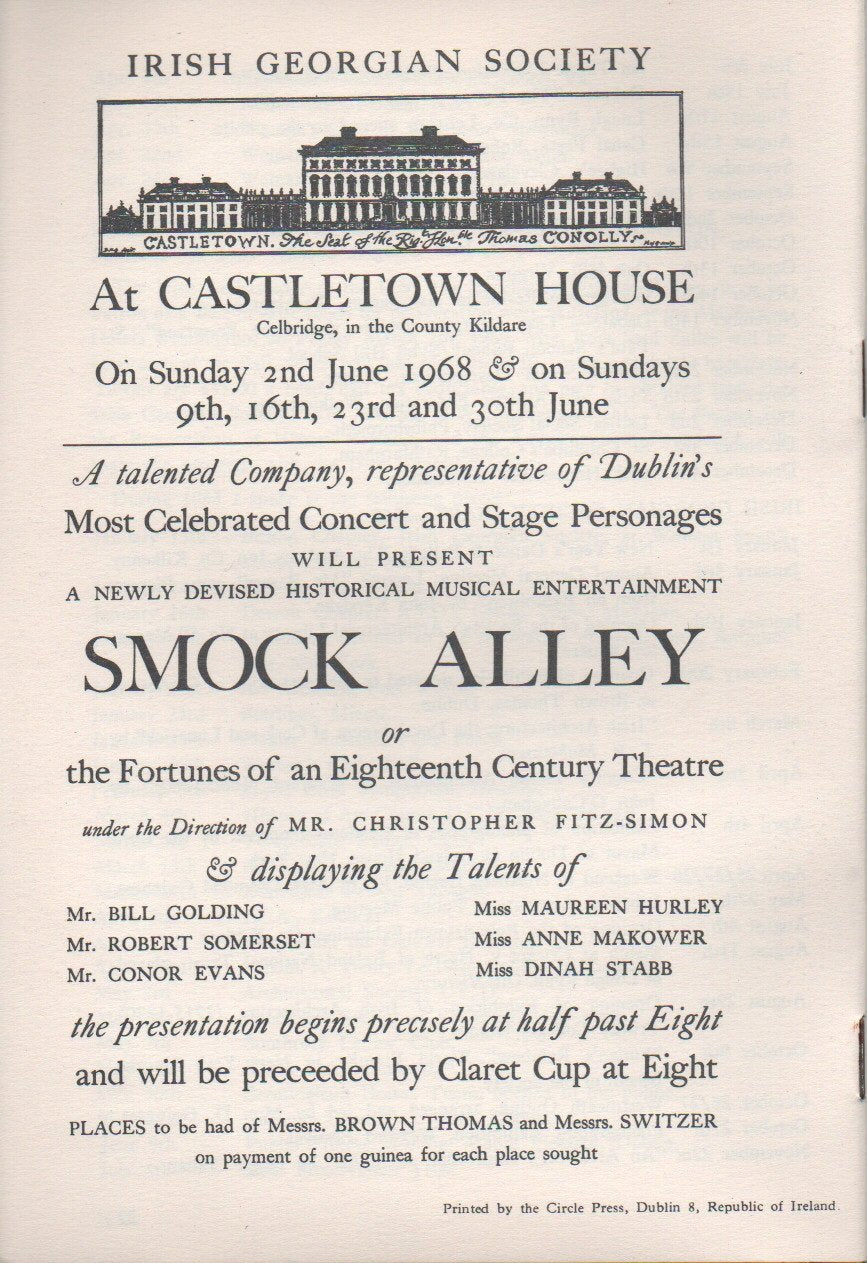 IRISH GEORGIAN SOCIETY
CASTLETOWN. The Seat of the Rigt. Honble. Thomas CONOLLY.
At CASTLETOWN HOUSE
Celbridge, in the County Kildare
On Sunday 2nd June 1968 & on Sundays
9th, 16th, 23rd and 30th June
A talented Company, representative of Dublin's
Most Celebrated Concert and Stage Personages
WILL PRESENT
A NEWLY DEVISED HISTORICAL MUSICAL ENTERTAINMENT
SMOCK ALLEY
or
the Fortunes of an Eighteenth Century Theatre
under the Direction of MR. CHRISTOPHER FITZ-SIMON
& displaying the Talents of
Mr. BILL GOLDING
Mr. ROBERT SOMERSET
Mr. CONOR EVANS
Miss MAUREEN HURLEY
Miss ANNE MAKOWER
Miss DINAH STABB
the presentation begins precisely at half past Eight
and will be preceeded by Claret Cup at Eight
PLACES to be had of Messrs. BROWN THOMAS and Messrs. SWITZER
on payment of one guinea for each place sought
Printed by the Circle Press, Dublin 8, Republic of Ireland.